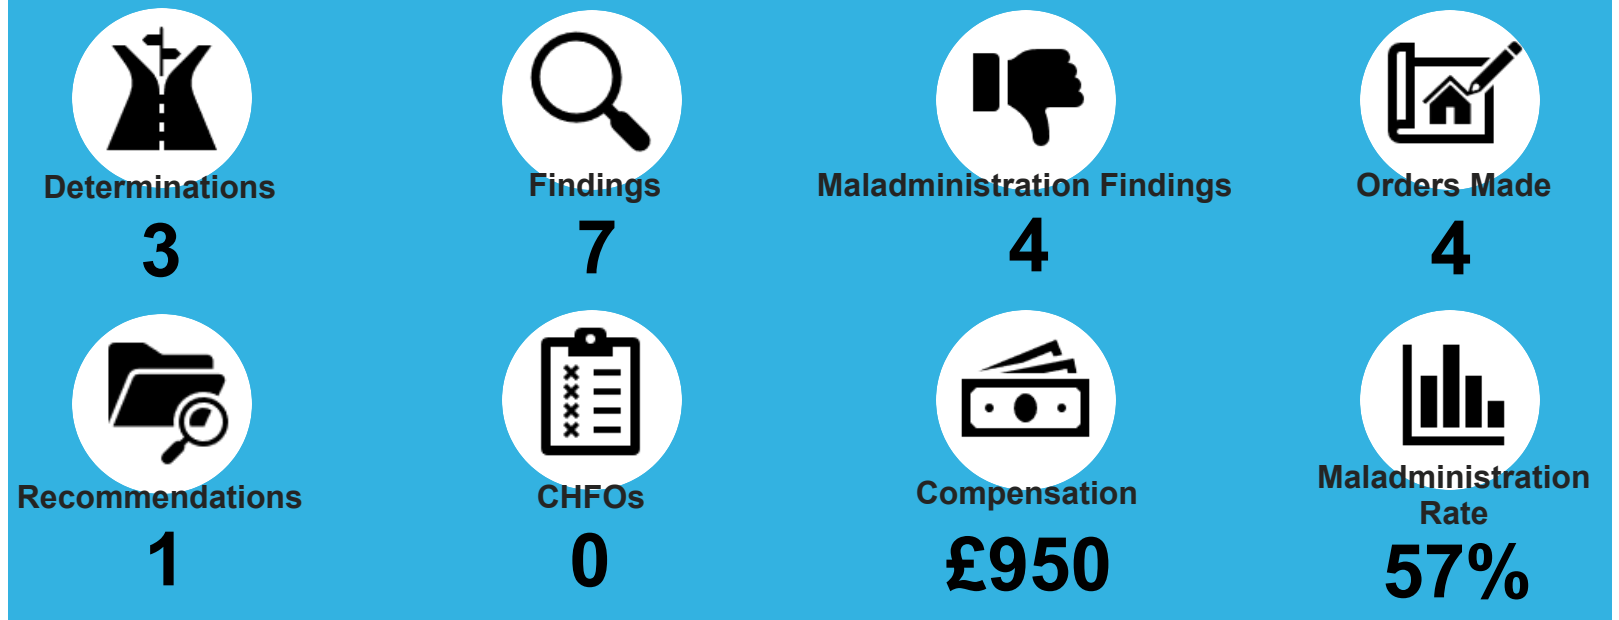 Determinations
3
Findings
7
Maladministration Findings
4
Orders Made
4
Recommendations
1
CHFOs
0
Compensation
£950
Maladministration
Rate
57%